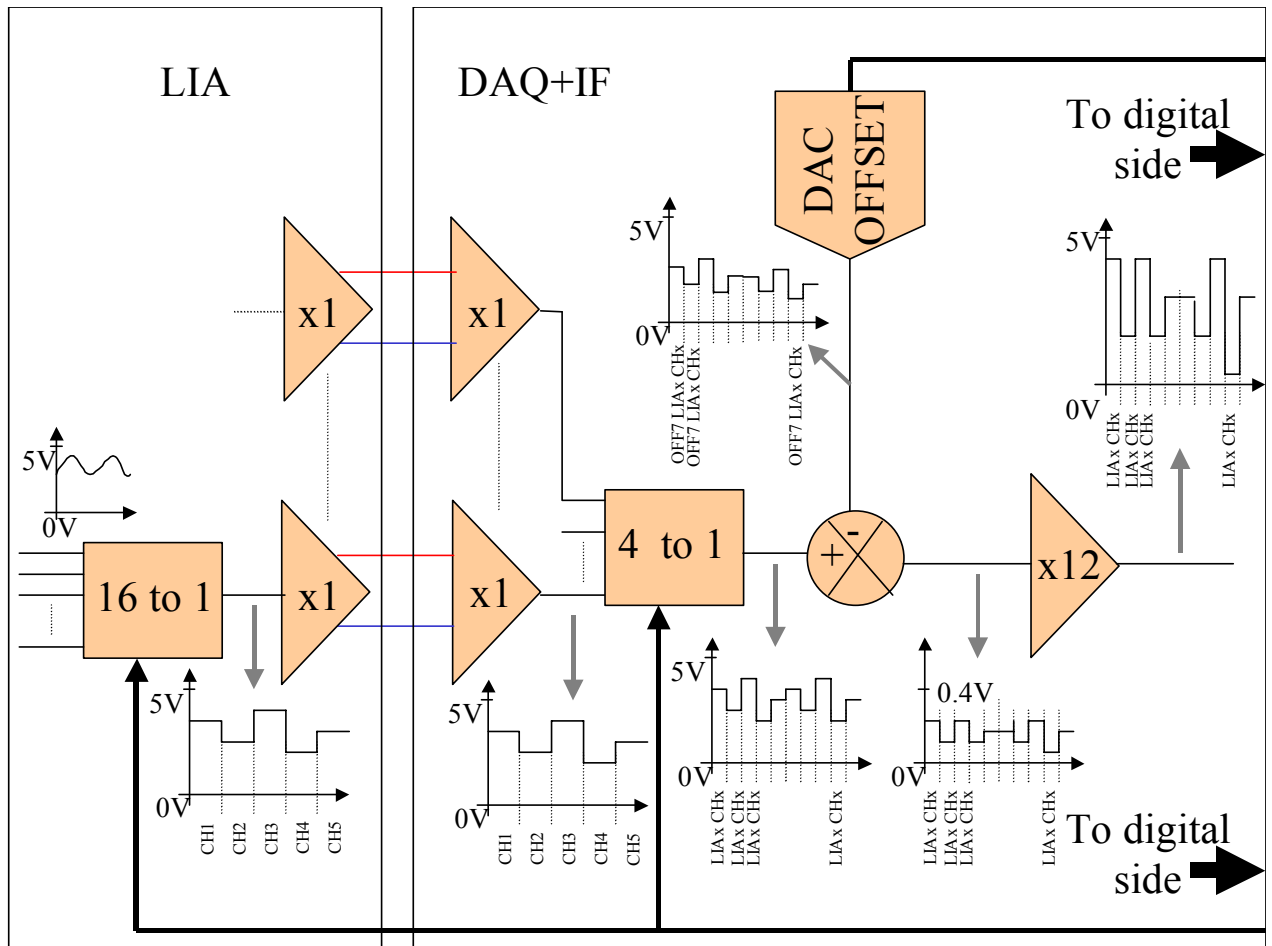 LIA
DAQ+IF
DAC
OFFSET
To digital
side
5V
0V
OFF7 LIAx CHx
OFF7 LIAx CHx
OFF7 LIAx CHx
5V
0V
LIAx CHx
LIAx CHx
LIAx CHx
LIAx CHx
x1
x1
5V
0V
16 to 1
x1
x1
4 to 1
+
-
x12
5V
0V
CH1
CH2
CH3
CH4
CH5
5V
0V
CH1
CH2
CH3
CH4
CH5
5V
0V
LIAx CHx
LIAx CHx
LIAx CHx
LIAx CHx
0.4V
0V
LIAx CHx
LIAx CHx
LIAx CHx
LIAx CHx
To digital
side